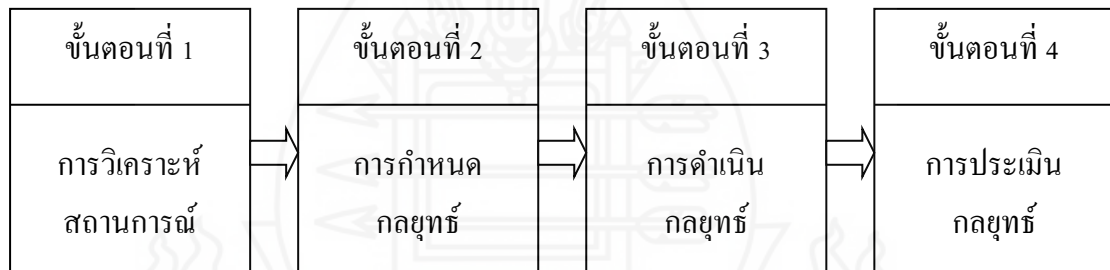 ขั้นตอนที่ 1
การวิเคราะห์
สถานการณ์
ขั้นตอนที่ 2
การกำหนด
กลยุทธ์
ขั้นตอนที่ 3
การดำเนิน
กลยุทธ์
ขั้นตอนที่ 4
การประเมิน
กลยุทธ์